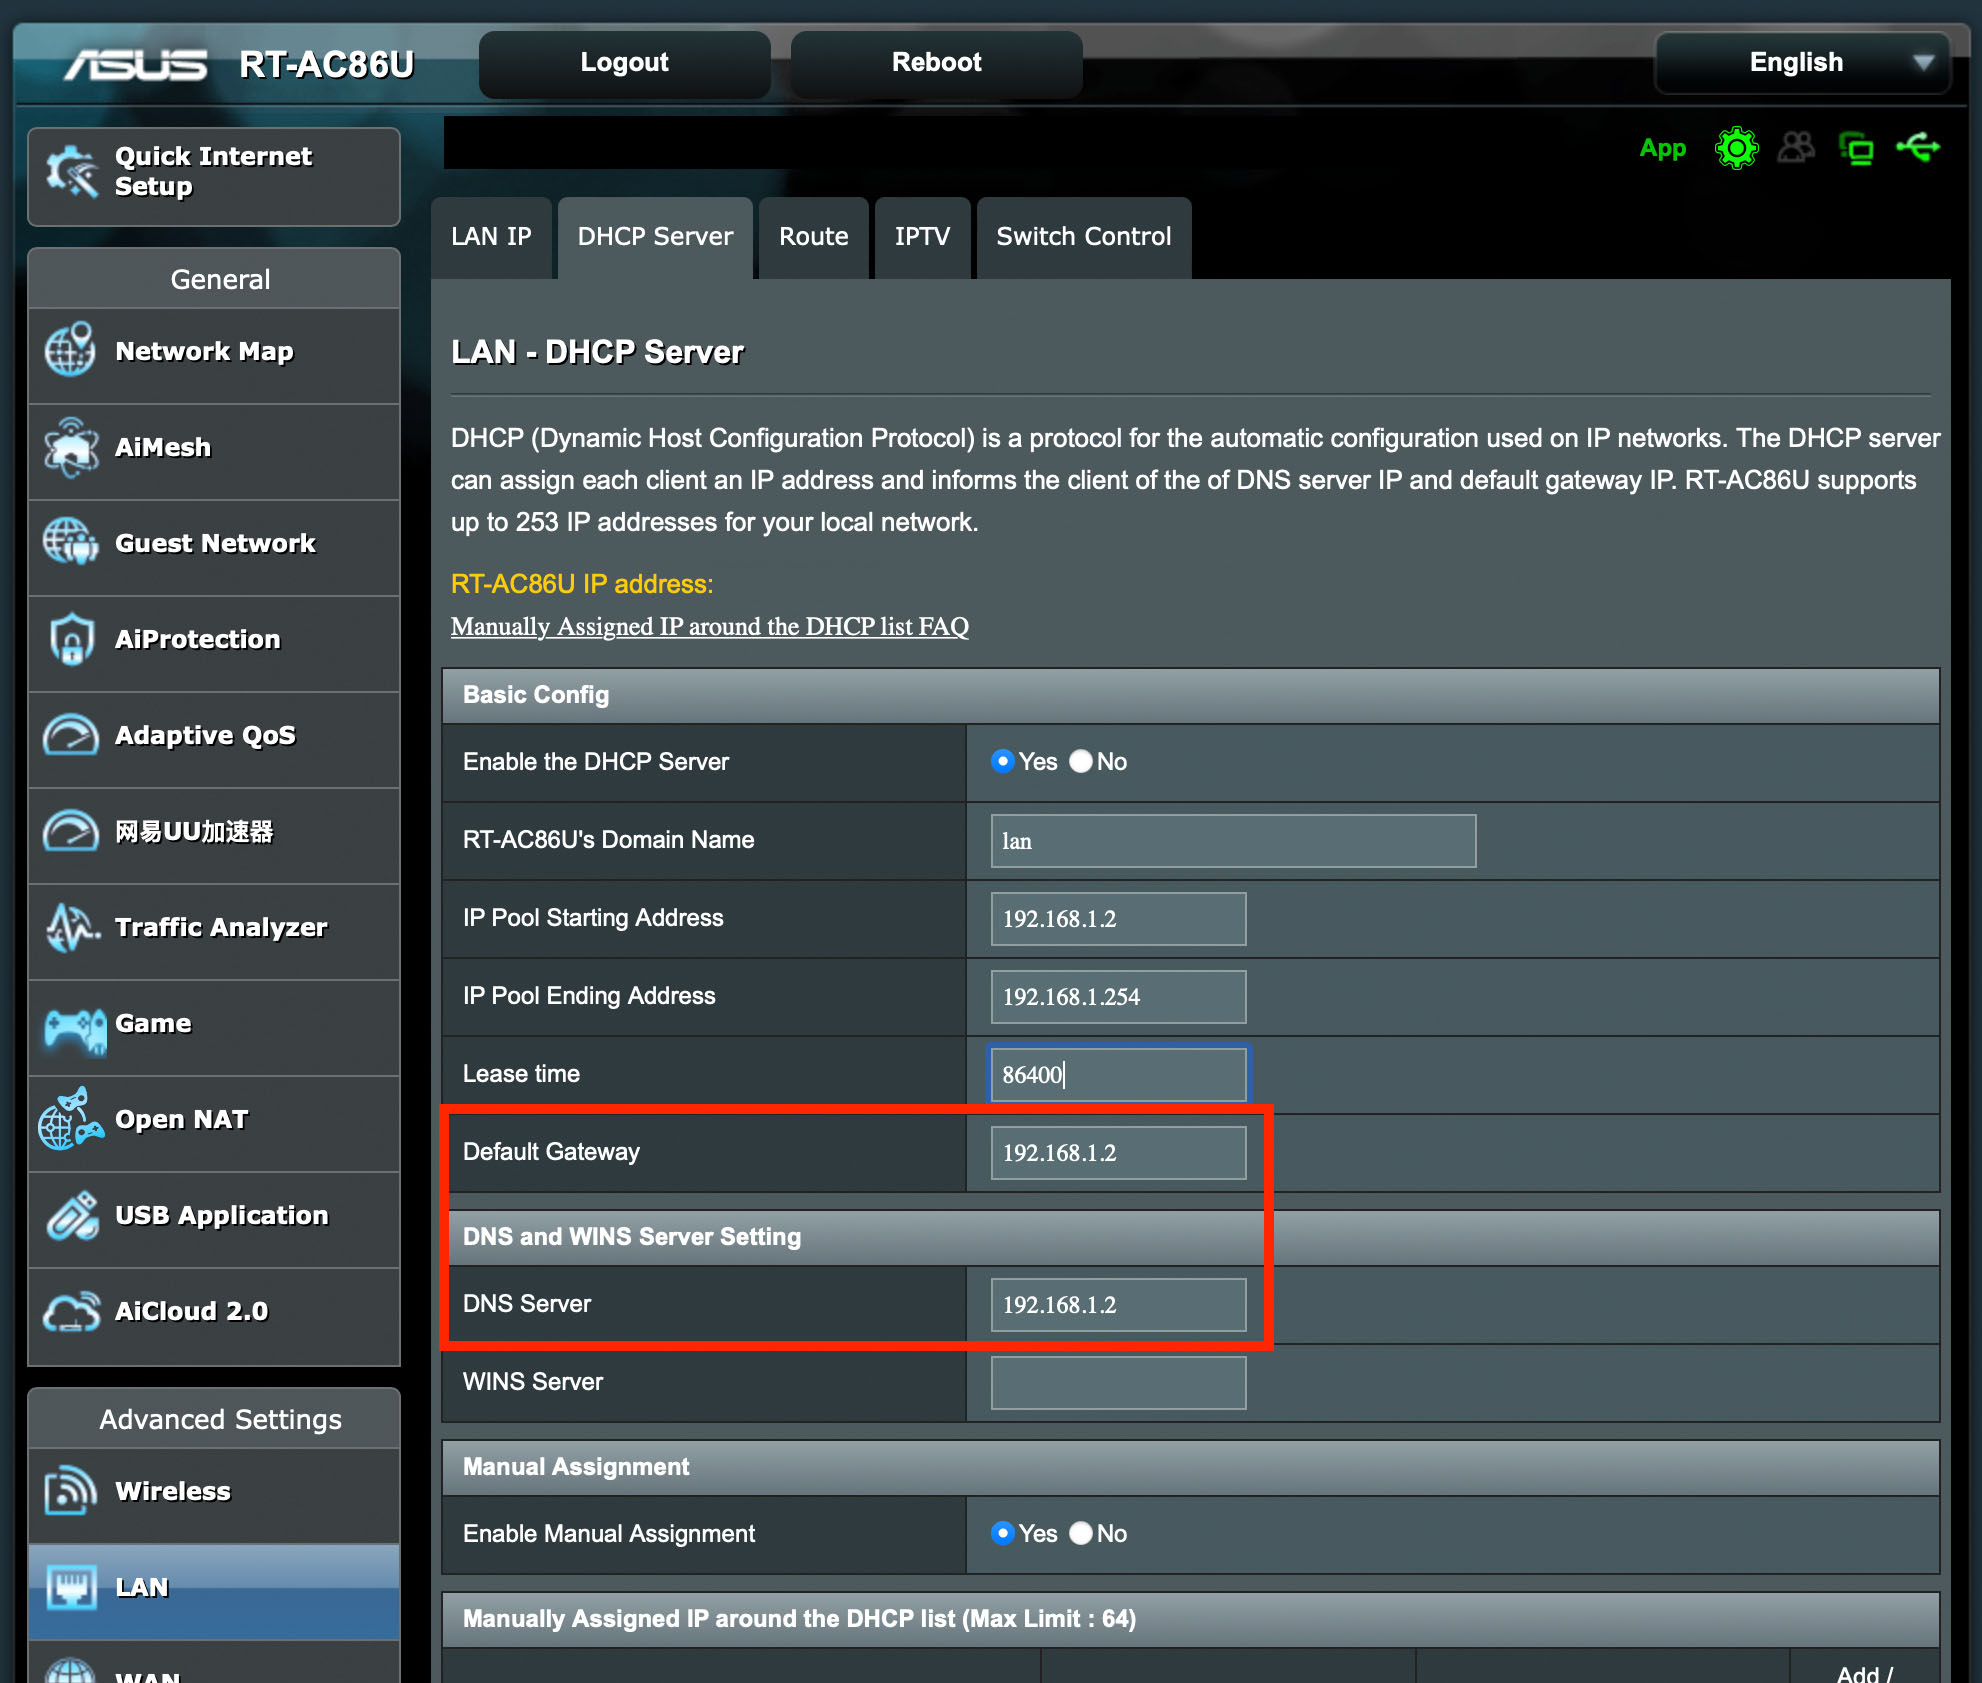 ASUS RT-AC86U
Logout
Reboot
English
Quick Internet
Setup
App
LAN IP
DHCP Server
Route
IPTV
Switch Control
General
Network Map
AiMesh
Guest Network
AiProtection
Adaptive QoS
网易UU加速器
Traffic Analyzer
Game
Open NAT
USB Application
AiCloud 2.0
Advanced Settings
Wireless
LAN
WAN
LAN - DHCP Server
DHCP (Dynamic Host Configuration Protocol) is a protocol for the automatic configuration used on IP networks. The DHCP server
can assign each client an IP address and informs the client of the of DNS server IP and default gateway IP. RT-AC86U supports
up to 253 IP addresses for your local network.
RT-AC86U IP address:
Manually Assigned IP around the DHCP list FAQ
Basic Config
Enable the DHCP Server Yes No
RT-AC86U's Domain Name lan
IP Pool Starting Address 192.168.1.2
IP Pool Ending Address 192.168.1.254
Lease time 86400
Default Gateway 192.168.1.2
DNS and WINS Server Setting
DNS Server 192.168.1.2
WINS Server
Manual Assignment
Enable Manual Assignment Yes No
Manually Assigned IP around the DHCP list (Max Limit : 64)
Add /